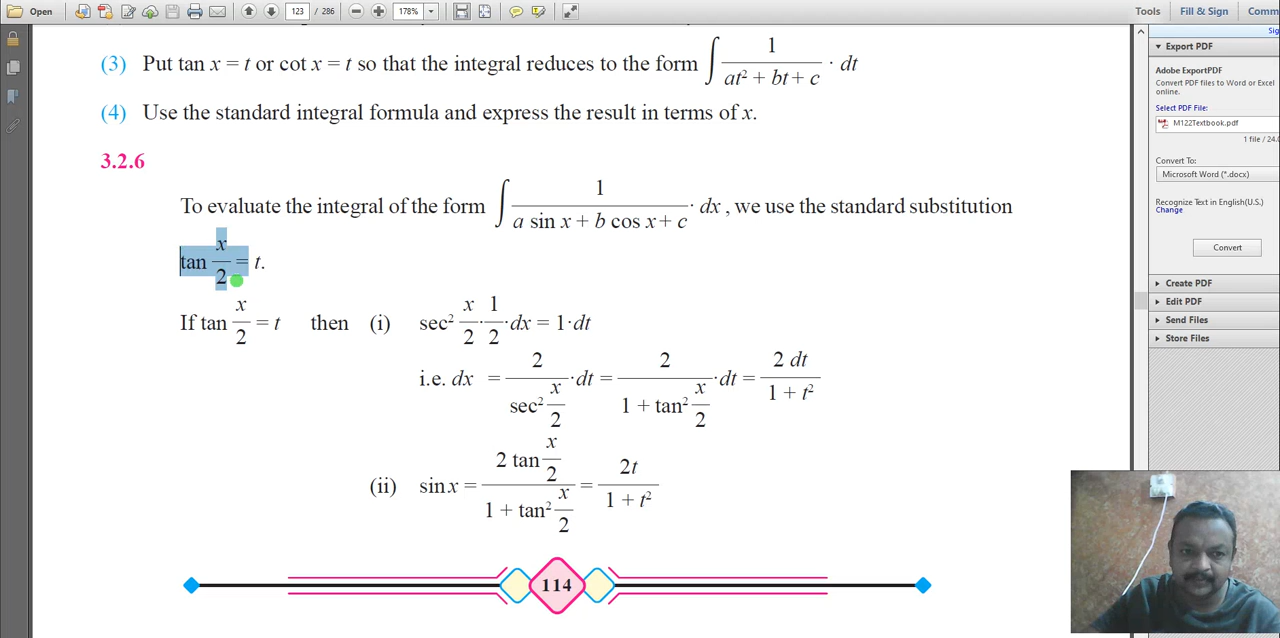 Open 123 / 286 178% Tools Fill & Sign Comm
(3) Put tan x = t or cot x = t so that the integral reduces to the form ∫ 1/(at² + bt + c) · dt
(4) Use the standard integral formula and express the result in terms of x.
3.2.6
To evaluate the integral of the form ∫ 1/(a sin x + b cos x + c) · dx , we use the standard substitution
tan x/2 = t.
If tan x/2 = t then (i) sec² x/2 · 1/2 · dx = 1·dt
i.e. dx = 2/(sec² x/2) ·dt = 2/(1 + tan² x/2) ·dt = 2 dt/(1 + t²)
(ii) sin x = (2 tan x/2)/(1 + tan² x/2) = 2t/(1 + t²)
114
Sig
Export PDF
Adobe ExportPDF
Convert PDF files to Word or Excel
online.
Select PDF File:
M122Textbook.pdf
1 file / 24.0
Convert To:
Microsoft Word (*.docx)
Recognize Text in English(U.S.)
Change
Convert
Create PDF
Edit PDF
Send Files
Store Files